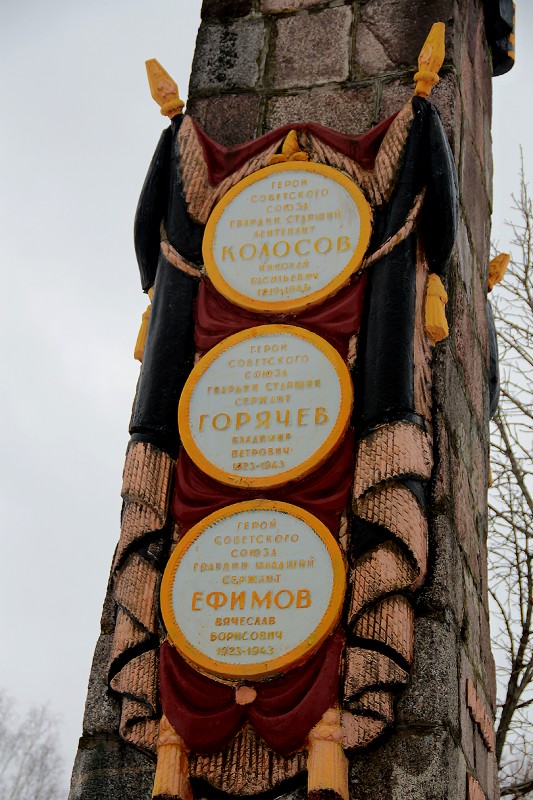 ГЕРОЙ
СОВЕТСКОГО
СОЮЗА
ГВАРДИИ СТАРШИЙ
ЛЕЙТЕНАНТ
КОЛОСОВ
НИКОЛАЙ
ВАСИЛЬЕВИЧ
ГЕРОЙ
СОВЕТСКОГО
СОЮЗА
ГВАРДИИ СТАРШИЙ
СЕРЖАНТ
ГОРЯЧЕВ
ВЛАДИМИР
ПЕТРОВИЧ
1923-1943
ГЕРОЙ
СОВЕТСКОГО
СОЮЗА
ГВАРДИИ МЛАДШИЙ
СЕРЖАНТ
ЕФИМОВ
ВЯЧЕСЛАВ
БОРИСОВИЧ
1923-1943